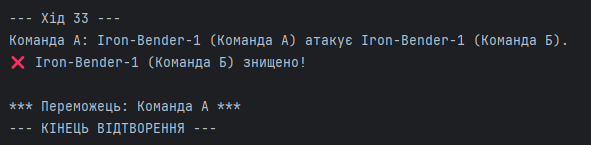 --- Хід 33 ---
Команда А: Iron-Bender-1 (Команда А) атакує Iron-Bender-1 (Команда Б).
❌ Iron-Bender-1 (Команда Б) знищено!
*** Переможець: Команда А ***
--- КІНЕЦЬ ВІДТВОРЕННЯ ---